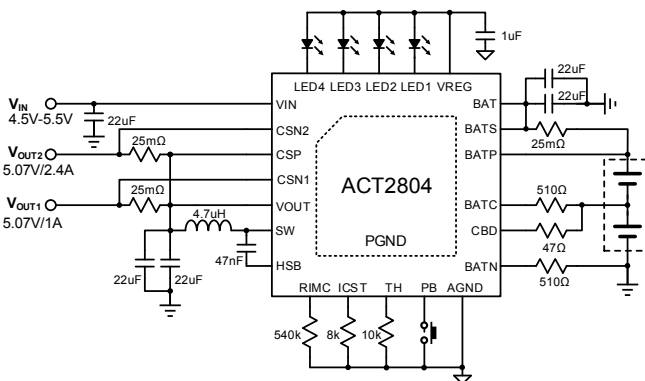 1uF
LED4 LED3 LED2 LED1 VREG
22uF
22uF
VIN
4.5V-5.5V
22uF
VIN
BAT
CSN2
BATS
25mΩ
25mΩ
VOUT2
5.07V/2.4A
CSP
BATP
25mΩ
CSN1
ACT2804
VOUT1
5.07V/1A
VOUT
BATC
510Ω
4.7uH
SW
CBD
47Ω
PGND
22uF
22uF
47nF
HSB
BATN
510Ω
RIMC ICST TH PB AGND
540k
8k
10k